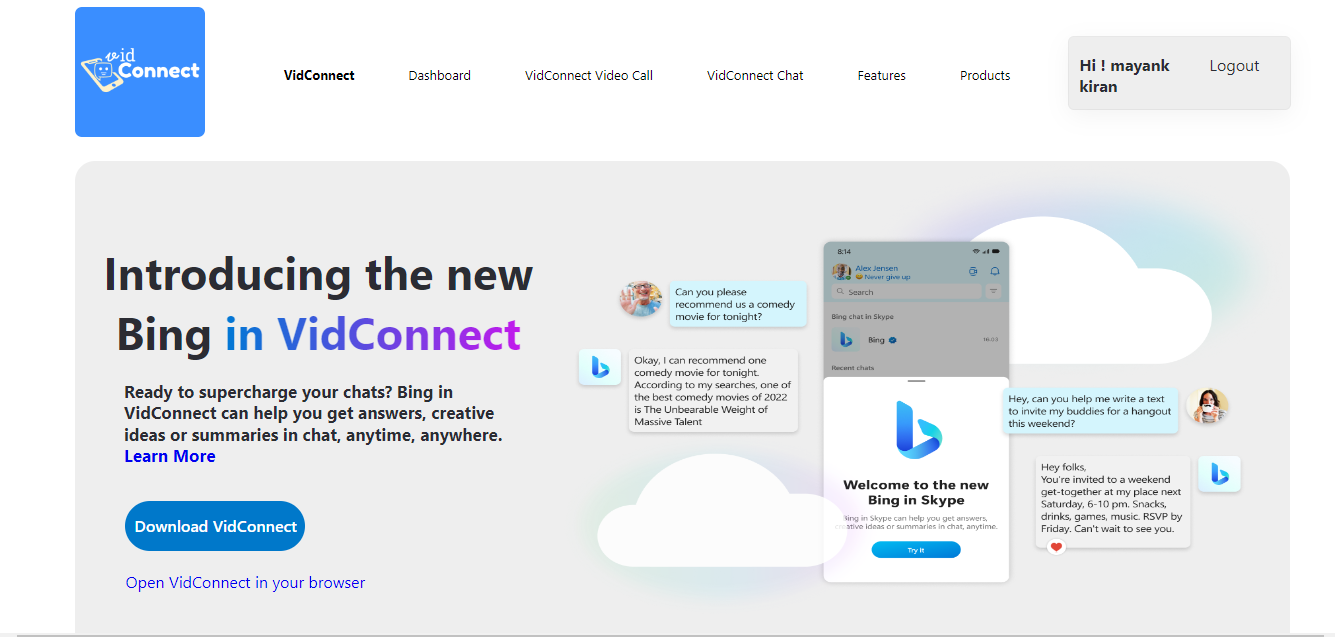 vid
Connect
VidConnect
Dashboard
VidConnect Video Call
VidConnect Chat
Features
Products
Hi ! mayank
kiran
Logout
Introducing the new
Bing in VidConnect
Ready to supercharge your chats? Bing in
VidConnect can help you get answers, creative
ideas or summaries in chat, anytime, anywhere.
Learn More
Download VidConnect
Open VidConnect in your browser
Can you please
recommend us a comedy
movie for tonight?
Okay, I can recommend one
comedy movie for tonight.
According to my searches, one of
the best comedy movies of 2022
is The Unbearable Weight of
Massive Talent
8:14
Alex Jensen
Never give up
Search
Bing chat in Skype
Bing
16:03
Recent chats
Welcome to the new
Bing in Skype
Bing in Skype can help you get answers,
creative ideas or summaries in chat, anytime.
Try it
Hey, can you help me write a text
to invite my buddies for a hangout
this weekend?
Hey folks,
You're invited to a weekend
get-together at my place next
Saturday, 6-10 pm. Snacks,
drinks, games, music. RSVP by
Friday. Can't wait to see you.